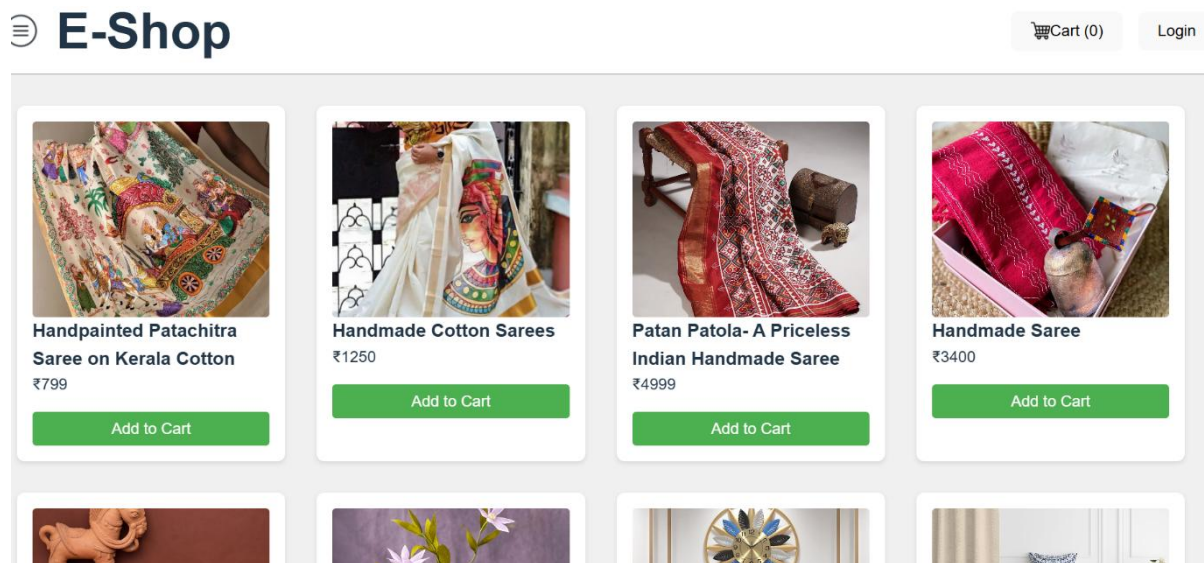 E-Shop
Cart (0)
Login
Handpainted Patachitra
Saree on Kerala Cotton
₹799
Add to Cart
Handmade Cotton Sarees
₹1250
Add to Cart
Patan Patola- A Priceless
Indian Handmade Saree
₹4999
Add to Cart
Handmade Saree
₹3400
Add to Cart